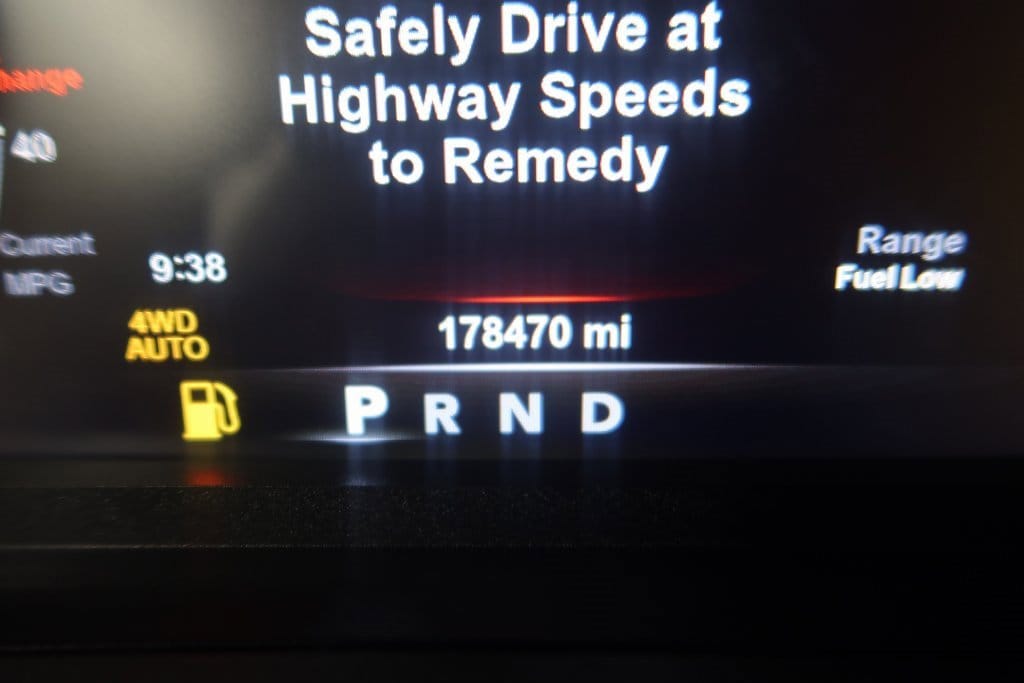 Safely Drive at
Highway Speeds
to Remedy
hange
40
Current
MPG
9:38
Range
Fuel Low
4WD
AUTO
178470 mi
P R N D